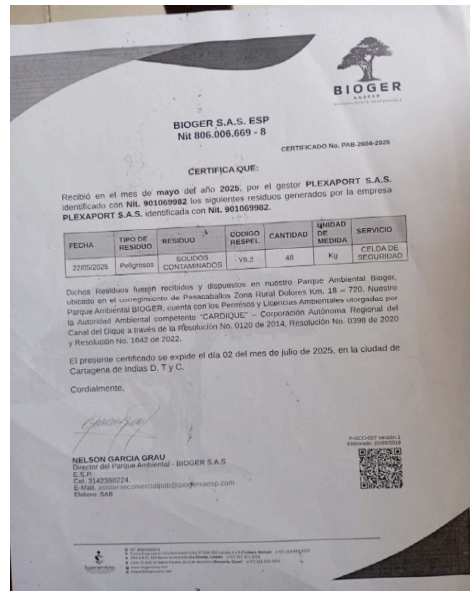 BIOGER
S.A.S E.S.P
BIOGER S.A.S. ESP
Nit 806.006.669 - 8
CERTIFICADO No. PAB-2604-2025
CERTIFICA QUE:
Recibió en el mes de mayo del año 2025, por el gestor PLEXAPORT S.A.S.
identificado con Nit. 901069982, los siguientes residuos generados por la empresa
PLEXAPORT S.A.S. identificada con Nit. 901069982.
FECHA TIPO DE RESIDUO RESIDUO CODIGO RESPEL CANTIDAD UNIDAD DE MEDIDA SERVICIO
22/05/2025 Peligrosos SOLIDOS CONTAMINADOS Y8.2 48 Kg CELDA DE SEGURIDAD
Dichos Residuos fueron recibidos y dispuestos en nuestro Parque Ambiental Bioger,
ubicado en el corregimiento de Pasacaballos Zona Rural Dolores Km. 18 – 720. Nuestro
Parque Ambiental BIOGER, cuenta con los Permisos y Licencias Ambientales otorgadas por
la Autoridad Ambiental competente "CARDIQUE" – Corporación Autónoma Regional del
Canal del Dique a través de la Resolución No. 0120 de 2014, Resolución No. 0398 de 2020
y Resolución No. 1642 de 2022.
El presente certificado se expide el día 02 del mes de julio de 2025, en la ciudad de
Cartagena de Indias D. T y C.
Cordialmente,
NELSON GARCIA GRAU
Director del Parque Ambiental - BIOGER S.A.S
E.S.P.
Cel. 3142398224.
E-Mail. asistentecomercialpab@biogersaesp.com
Elaboro: SAB
F-GCO-027 Versión 1